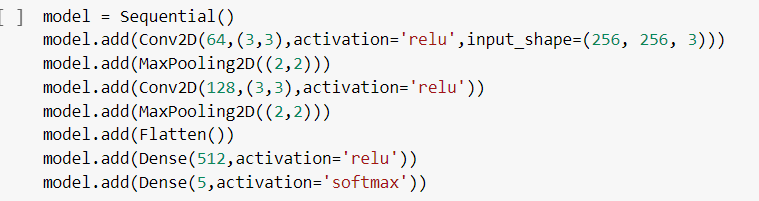 [ ] model = Sequential()
model.add(Conv2D(64,(3,3),activation='relu',input_shape=(256, 256, 3)))
model.add(MaxPooling2D((2,2)))
model.add(Conv2D(128,(3,3),activation='relu'))
model.add(MaxPooling2D((2,2)))
model.add(Flatten())
model.add(Dense(512,activation='relu'))
model.add(Dense(5,activation='softmax'))